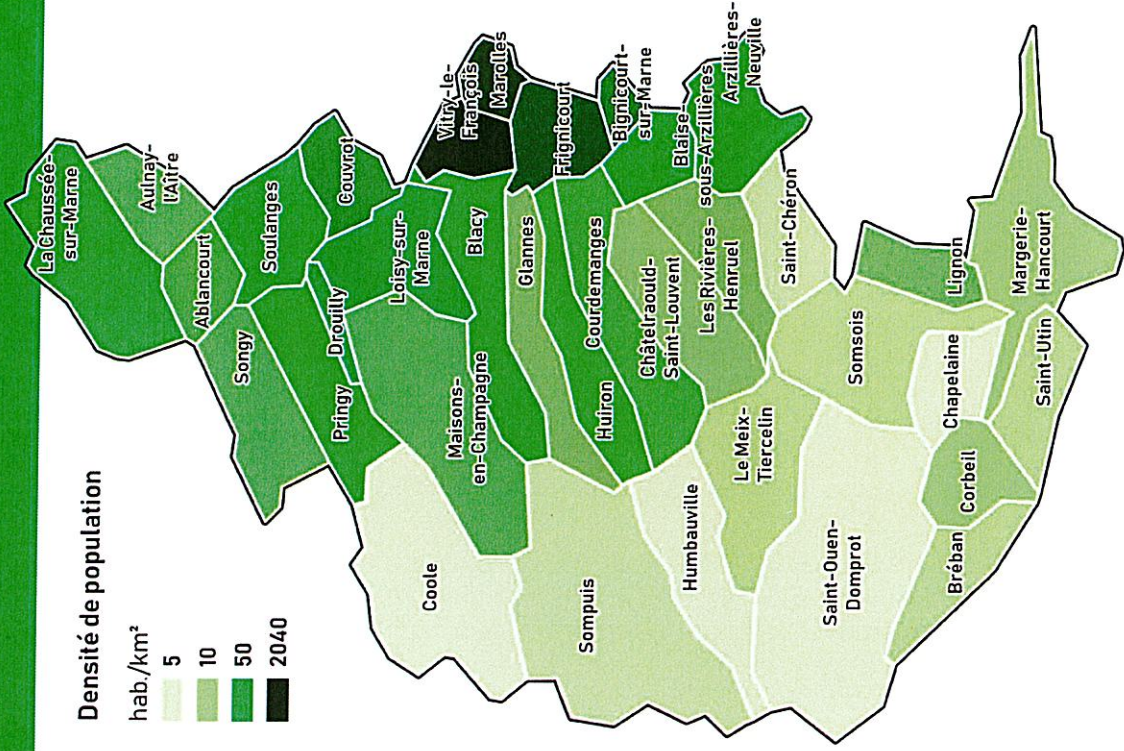 Densité de population
hab./km²
5
10
50
2040
La Chaussée-
sur-Marne
Aulnay-
l'Aître
Ablancourt
Songy
Soulanges
Couvrot
Pringy
Drouilly
Loisy-sur-
Marne
Vitry-le-
François
Marolles
Coole
Maisons-
en-Champagne
Blacy
Glannes
Frignicourt
Bignicourt-
sur-Marne
Huiron
Courdemanges
Sompuis
Châtelraould-
Saint-Louvent
Blaise-
sous-Arzillières
Arzillières-
Neuville
Les Rivières-
Henruel
Humbauville
Le Meix-
Tiercelin
Saint-Chéron
Saint-Ouen-
Domprot
Somsois
Bréban
Corbeil
Chapelaine
Lignon
Saint-Utin
Margerie-
Hancourt